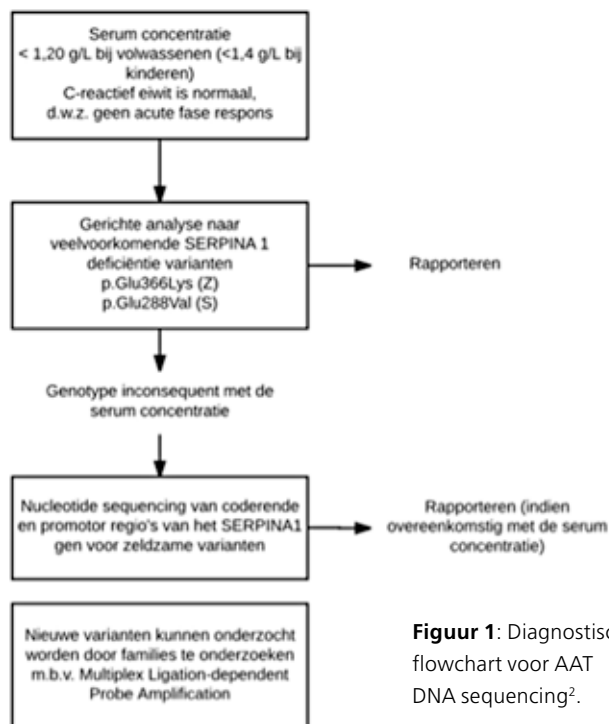 Serum concentratie
< 1,20 g/L bij volwassenen (<1,4 g/L bij
kinderen)
C-reactief eiwit is normaal,
d.w.z. geen acute fase respons
Gerichte analyse naar
veelvoorkomende SERPINA 1
deficiëntie varianten
p.Glu366Lys (Z)
p.Glu288Val (S)
Rapporteren
Genotype inconsequent met de
serum concentratie
Nucleotide sequencing van coderende
en promotor regio's van het SERPINA1
gen voor zeldzame varianten
Rapporteren (indien
overeenkomstig met de serum
concentratie)
Nieuwe varianten kunnen onderzocht
worden door families te onderzoeken
m.b.v. Multiplex Ligation-dependent
Probe Amplification
Figuur 1: Diagnostisc
flowchart voor AAT
DNA sequencing².